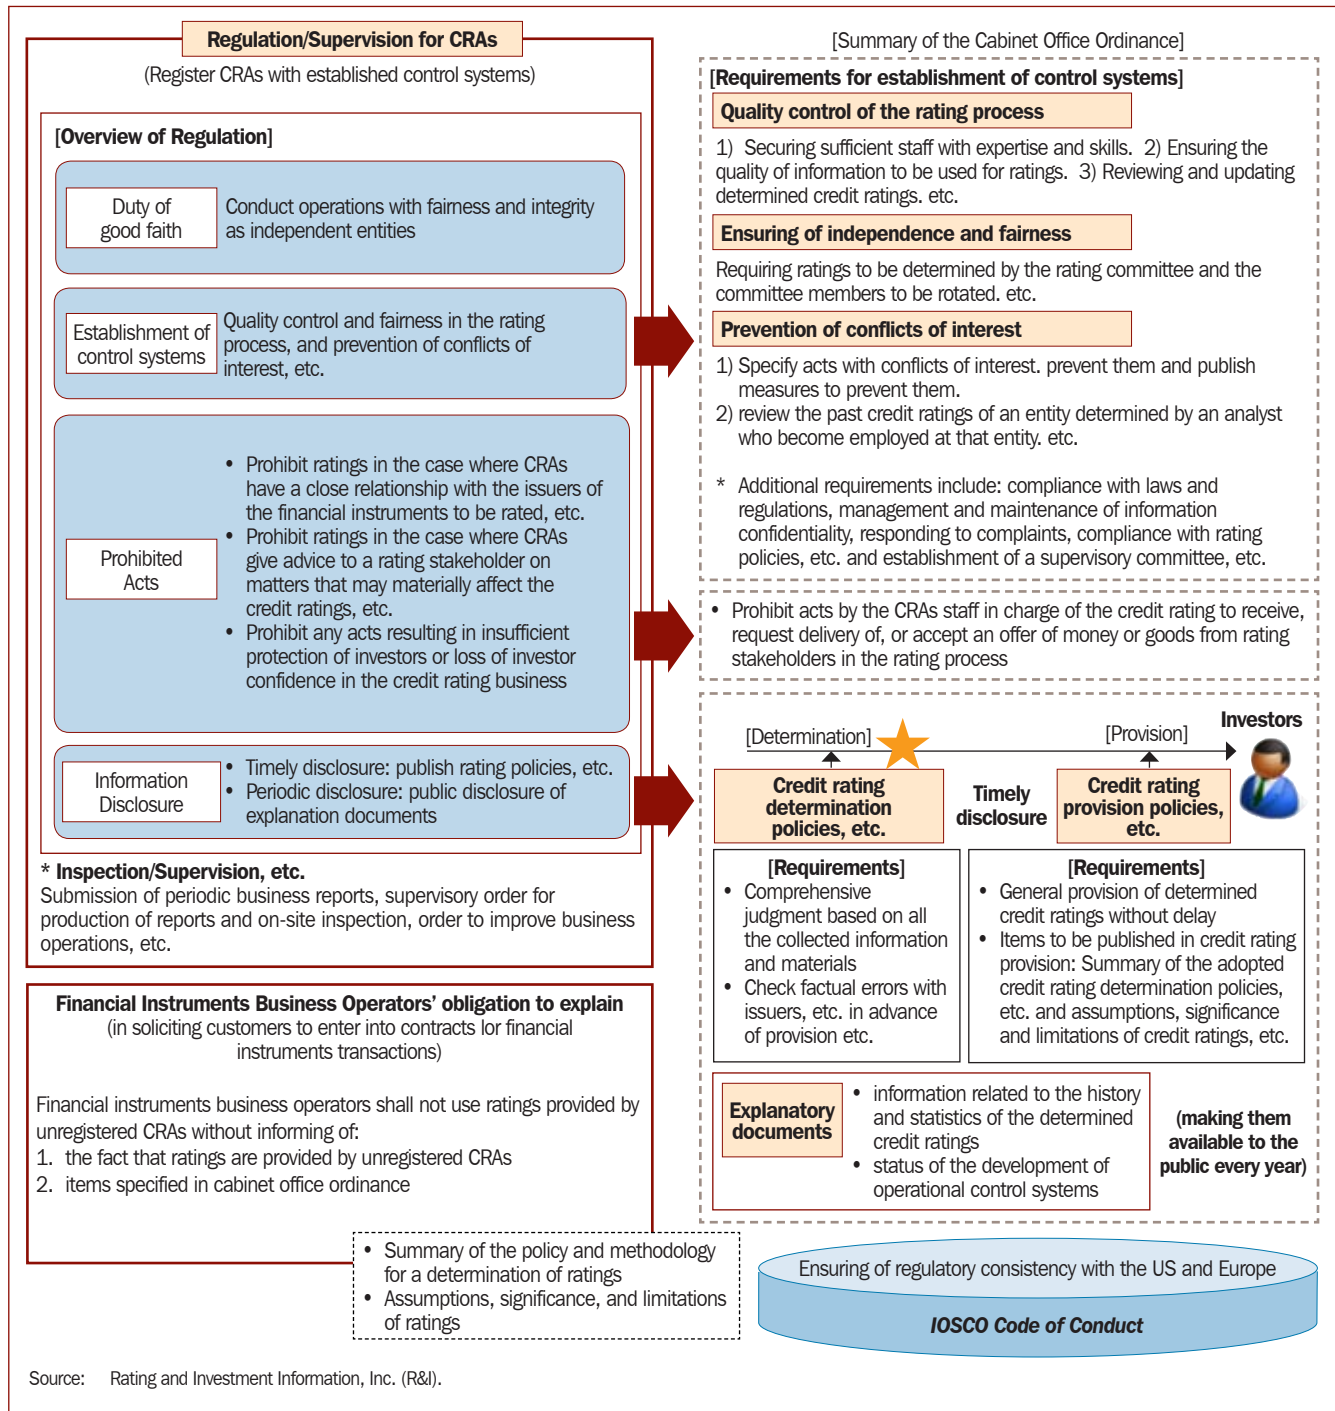 Regulation/Supervision for CRAs
(Register CRAs with established control systems)
[Overview of Regulation]
Duty of
good faith
Conduct operations with fairness and integrity
as independent entities
Establishment of
control systems
Quality control and fairness in the rating
process, and prevention of conflicts of
interest, etc.
Prohibited
Acts
• Prohibit ratings in the case where CRAs
have a close relationship with the issuers of
the financial instruments to be rated, etc.
• Prohibit ratings in the case where CRAs
give advice to a rating stakeholder on
matters that may materially affect the
credit ratings, etc.
• Prohibit any acts resulting in insufficient
protection of investors or loss of investor
confidence in the credit rating business
Information
Disclosure
• Timely disclosure: publish rating policies, etc.
• Periodic disclosure: public disclosure of
explanation documents
* Inspection/Supervision, etc.
Submission of periodic business reports, supervisory order for
production of reports and on-site inspection, order to improve business
operations, etc.
Financial Instruments Business Operators' obligation to explain
(in soliciting customers to enter into contracts lor financial
instruments transactions)
Financial instruments business operators shall not use ratings provided by
unregistered CRAs without informing of:
1. the fact that ratings are provided by unregistered CRAs
2. items specified in cabinet office ordinance
• Summary of the policy and methodology
for a determination of ratings
• Assumptions, significance, and limitations
of ratings
[Summary of the Cabinet Office Ordinance]
[Requirements for establishment of control systems]
Quality control of the rating process
1) Securing sufficient staff with expertise and skills. 2) Ensuring the
quality of information to be used for ratings. 3) Reviewing and updating
determined credit ratings. etc.
Ensuring of independence and fairness
Requiring ratings to be determined by the rating committee and the
committee members to be rotated. etc.
Prevention of conflicts of interest
1) Specify acts with conflicts of interest. prevent them and publish
measures to prevent them.
2) review the past credit ratings of an entity determined by an analyst
who become employed at that entity. etc.
* Additional requirements include: compliance with laws and
regulations, management and maintenance of information
confidentiality, responding to complaints, compliance with rating
policies, etc. and establishment of a supervisory committee, etc.
• Prohibit acts by the CRAs staff in charge of the credit rating to receive,
request delivery of, or accept an offer of money or goods from rating
stakeholders in the rating process
[Determination]
[Provision]
Investors
Credit rating
determination
policies, etc.
Timely
disclosure
Credit rating
provision policies,
etc.
[Requirements]
• Comprehensive
judgment based on all
the collected information
and materials
• Check factual errors with
issuers, etc. in advance
of provision etc.
[Requirements]
• General provision of determined
credit ratings without delay
• Items to be published in credit rating
provision: Summary of the adopted
credit rating determination policies,
etc. and assumptions, significance
and limitations of credit ratings, etc.
Explanatory
documents
• information related to the history
and statistics of the determined
credit ratings
• status of the development of
operational control systems
(making them
available to the
public every year)
Ensuring of regulatory consistency with the US and Europe
IOSCO Code of Conduct
Source: Rating and Investment Information, Inc. (R&I).